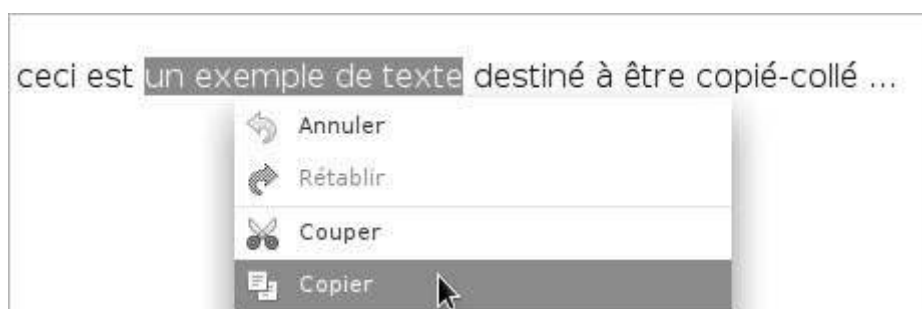 ceci est un exemple de texte destiné à être copié-collé ...
Annuler
Rétablir
Couper
Copier